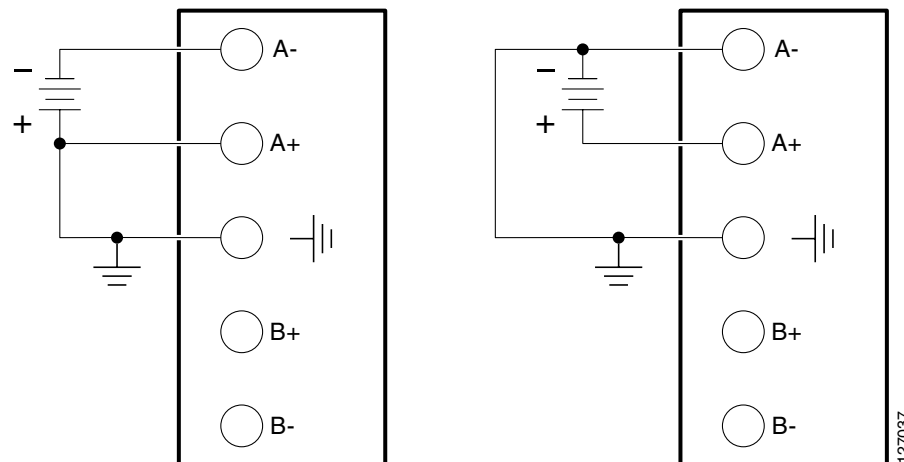 A-
−
+
A+
B+
B-
A-
−
+
A+
B+
B-
127037